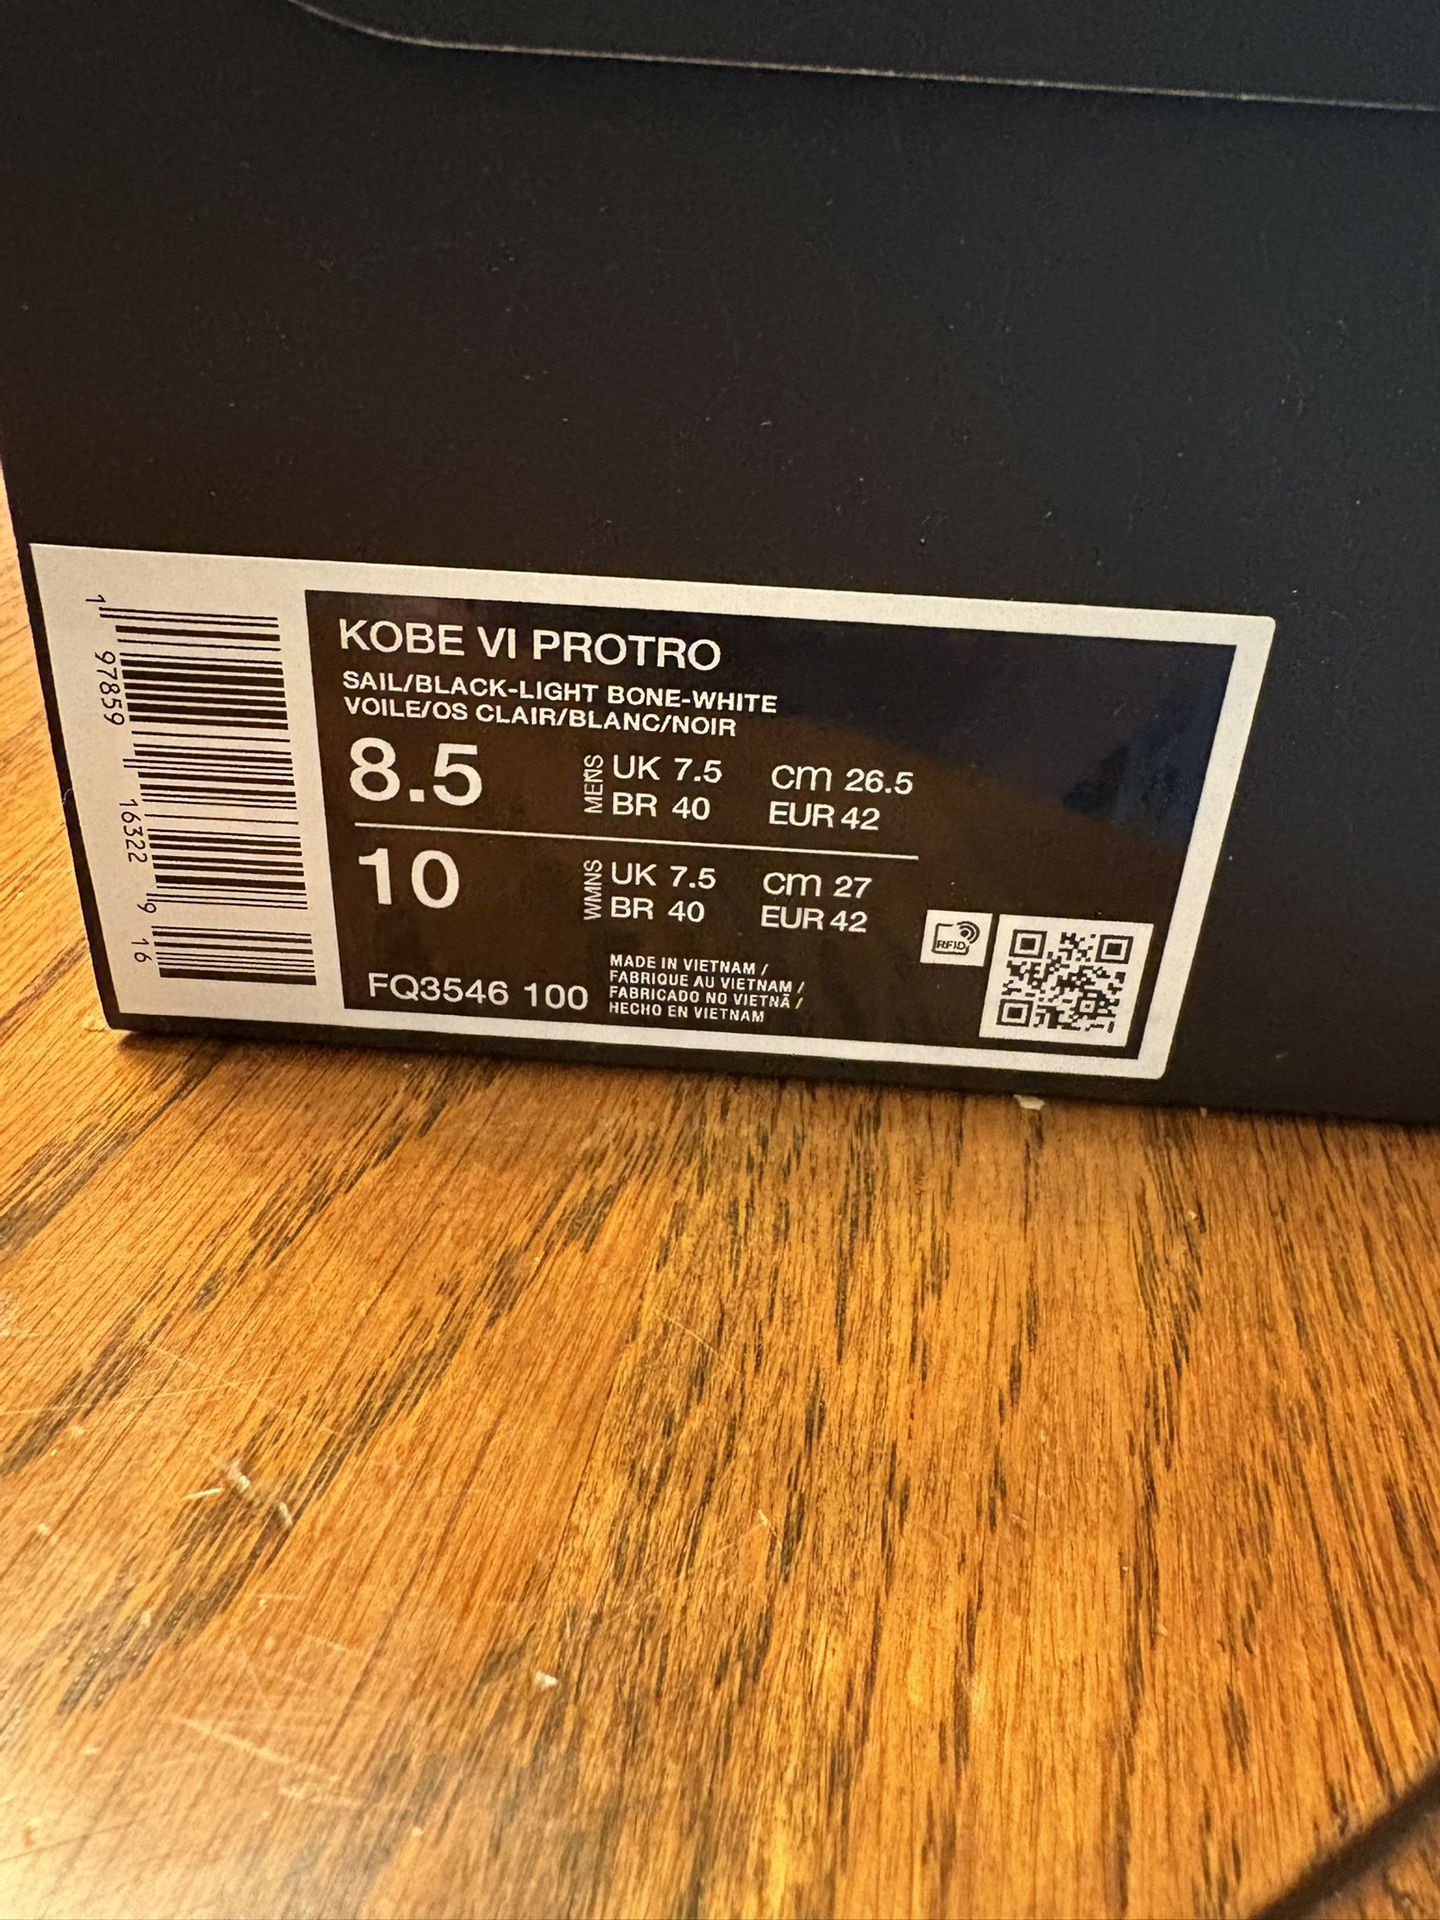 KOBE VI PROTRO
SAIL/BLACK-LIGHT BONE-WHITE
VOILE/OS CLAIR/BLANC/NOIR
8.5 MENS UK 7.5 cm 26.5
BR 40 EUR 42
10 WMNS UK 7.5 cm 27
BR 40 EUR 42
FQ3546 100
MADE IN VIETNAM /
FABRIQUE AU VIETNAM /
FABRICADO NO VIETNÃ /
HECHO EN VIETNAM
RFID
1 97859 16322 9 16